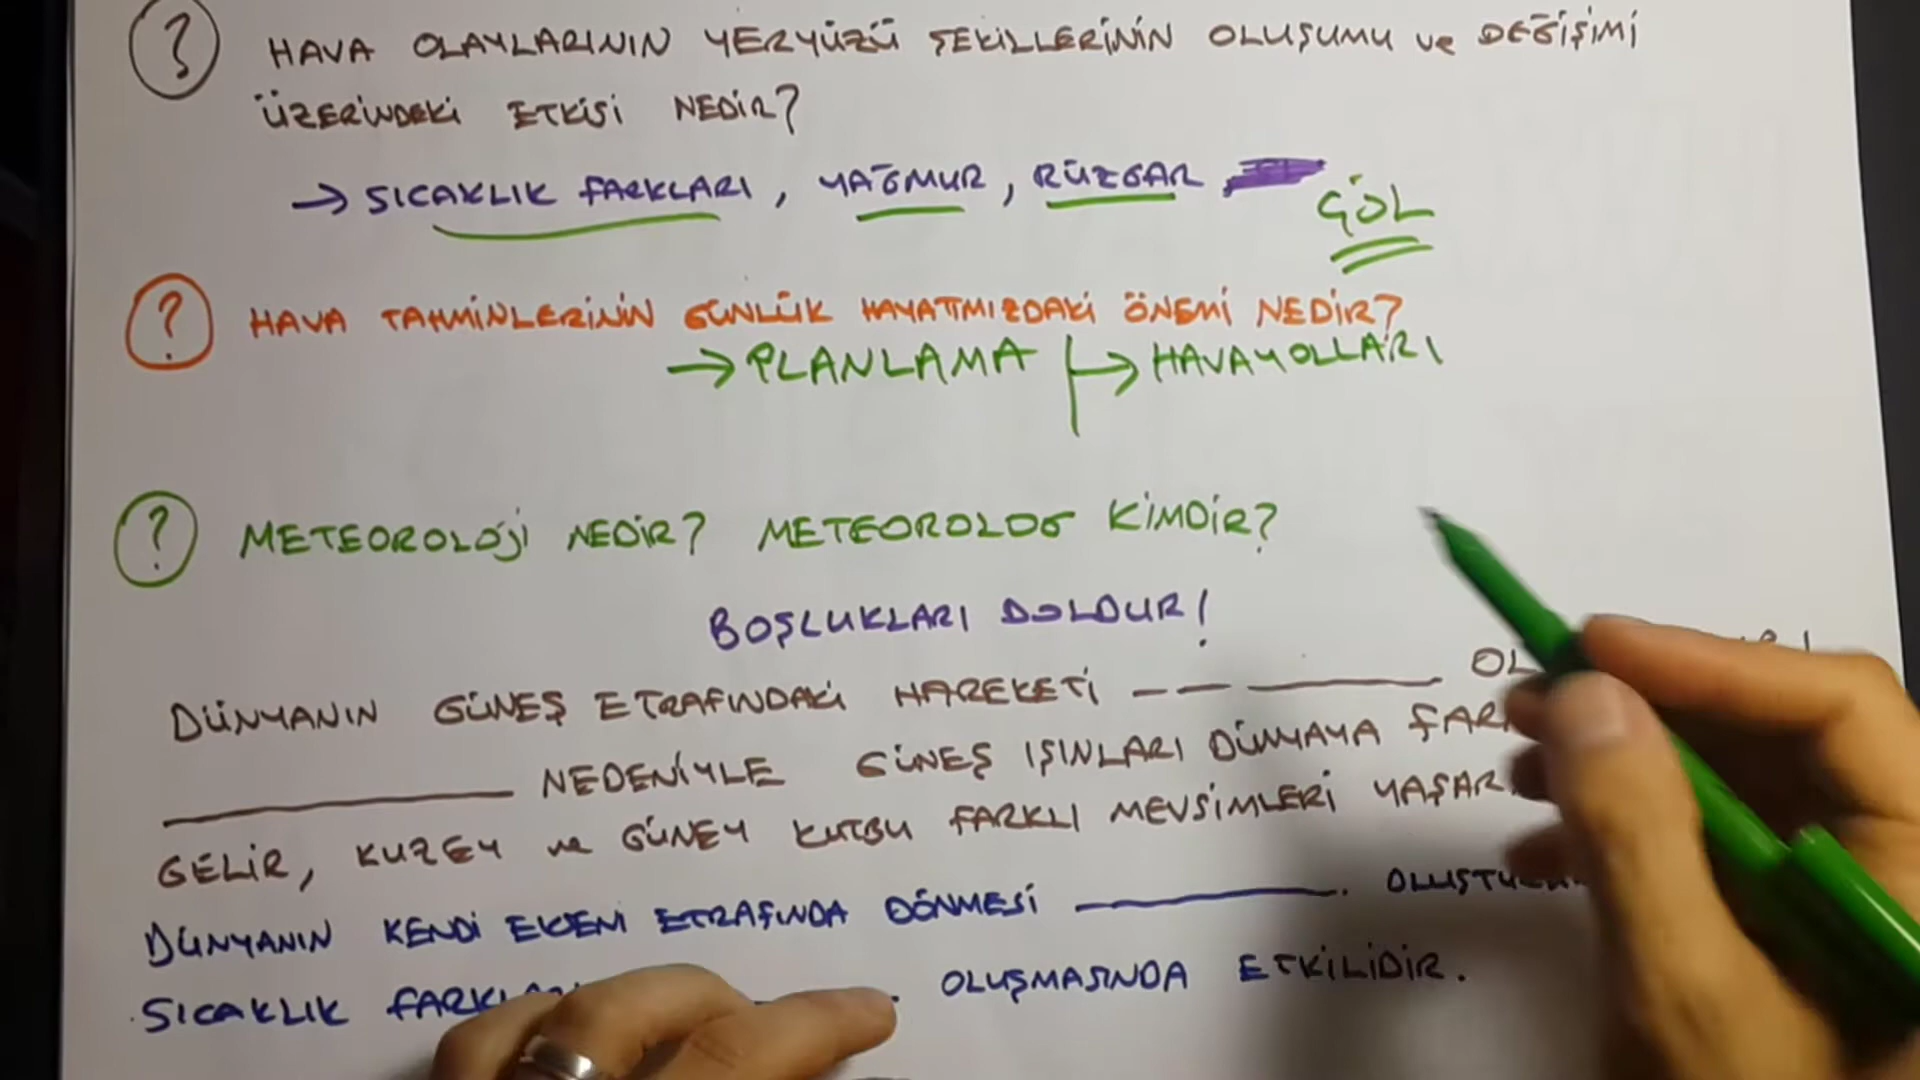 ? HAVA OLAYLARININ YERYÜZÜ ŞEKİLLERİNİN OLUŞUMU ve DEĞİŞİMİ
ÜZERİNDEKİ ETKİSİ NEDİR?
→ SICAKLIK FARKLARI, YAĞMUR, RÜZGAR
ÇÖL
? HAVA TAHMİNLERİNİN GÜNLÜK HAYATIMIZDAKİ ÖNEMİ NEDİR?
→ PLANLAMA → HAVAYOLLARI
? METEOROLOJİ NEDİR? METEOROLOG KİMDİR?
BOŞLUKLARI DOLDUR!
DÜNYANIN GÜNEŞ ETRAFINDAKİ HAREKETİ
NEDENİYLE GÜNEŞ IŞINLARI DÜNYAYA
GELİR, KUZEY ve GÜNEY KUTBU FARKLI MEVSİMLERİ
DÜNYANIN KENDİ EKSENİ ETRAFINDA DÖNMESİ
SICAKLIK OLUŞMASINDA ETKİLİDİR.